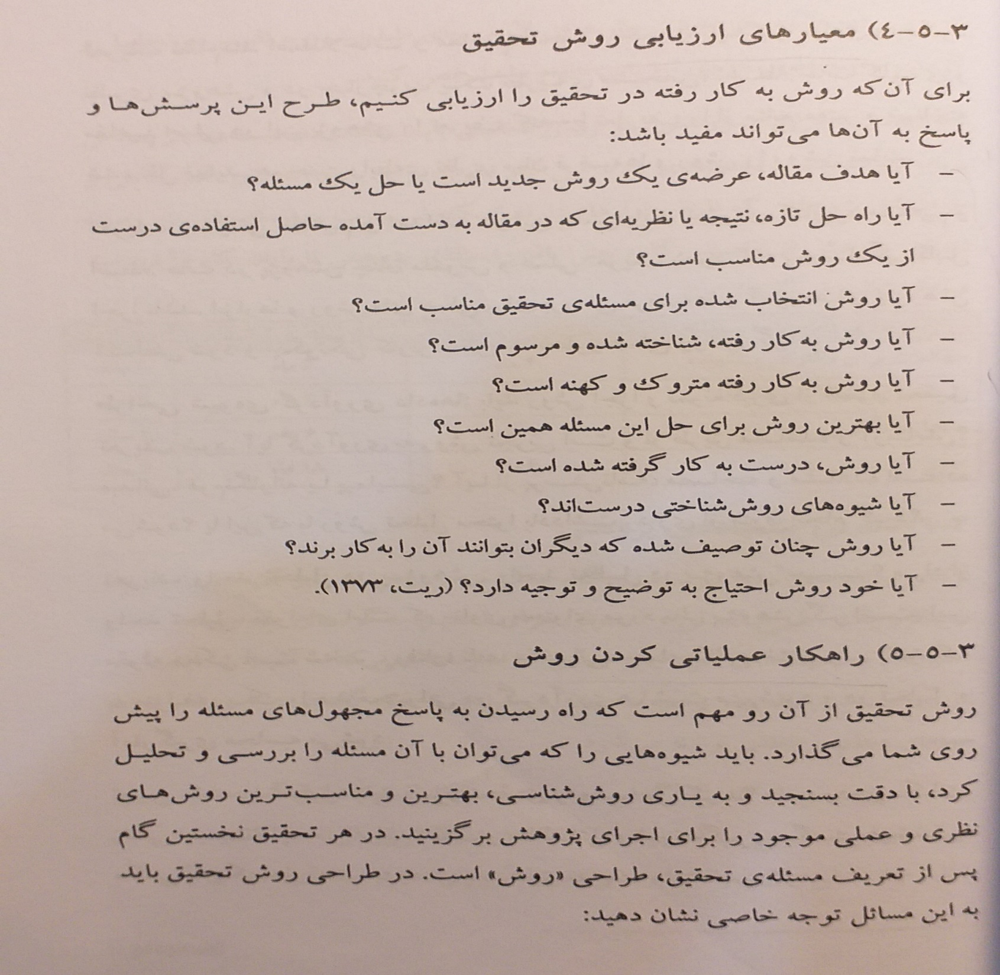 ۳-۵-۴) معیارهای ارزیابی روش تحقیق
برای آن‌که روش به کار رفته در تحقیق را ارزیابی کنیم، طرح این پرسش‌ها و
پاسخ به آن‌ها می‌تواند مفید باشد:
- آیا هدف مقاله، عرضه‌ی یک روش جدید است یا حل یک مسئله؟
- آیا راه حل تازه، نتیجه یا نظریه‌ای که در مقاله به دست آمده حاصل استفاده‌ی درست
از یک روش مناسب است؟
- آیا روش انتخاب شده برای مسئله‌ی تحقیق مناسب است؟
- آیا روش به کار رفته، شناخته شده و مرسوم است؟
- آیا روش به کار رفته متروک و کهنه است؟
- آیا بهترین روش برای حل این مسئله همین است؟
- آیا روش، درست به کار گرفته شده است؟
- آیا شیوه‌های روش‌شناختی درست‌اند؟
- آیا روش چنان توصیف شده که دیگران بتوانند آن را به کار برند؟
- آیا خود روش احتیاج به توضیح و توجیه دارد؟ (ریت، ۱۳۷۳).
۳-۵-۵) راهکار عملیاتی کردن روش
روش تحقیق از آن رو مهم است که راه رسیدن به پاسخ مجهول‌های مسئله را پیش
روی شما می‌گذارد. باید شیوه‌هایی را که می‌توان با آن مسئله را بررسی و تحلیل
کرد، با دقت بسنجید و به یاری روش‌شناسی، بهترین و مناسب‌ترین روش‌های
نظری و عملی موجود را برای اجرای پژوهش برگزینید. در هر تحقیق نخستین گام
پس از تعریف مسئله‌ی تحقیق، طراحی «روش» است. در طراحی روش تحقیق باید
به این مسائل توجه خاصی نشان دهید: